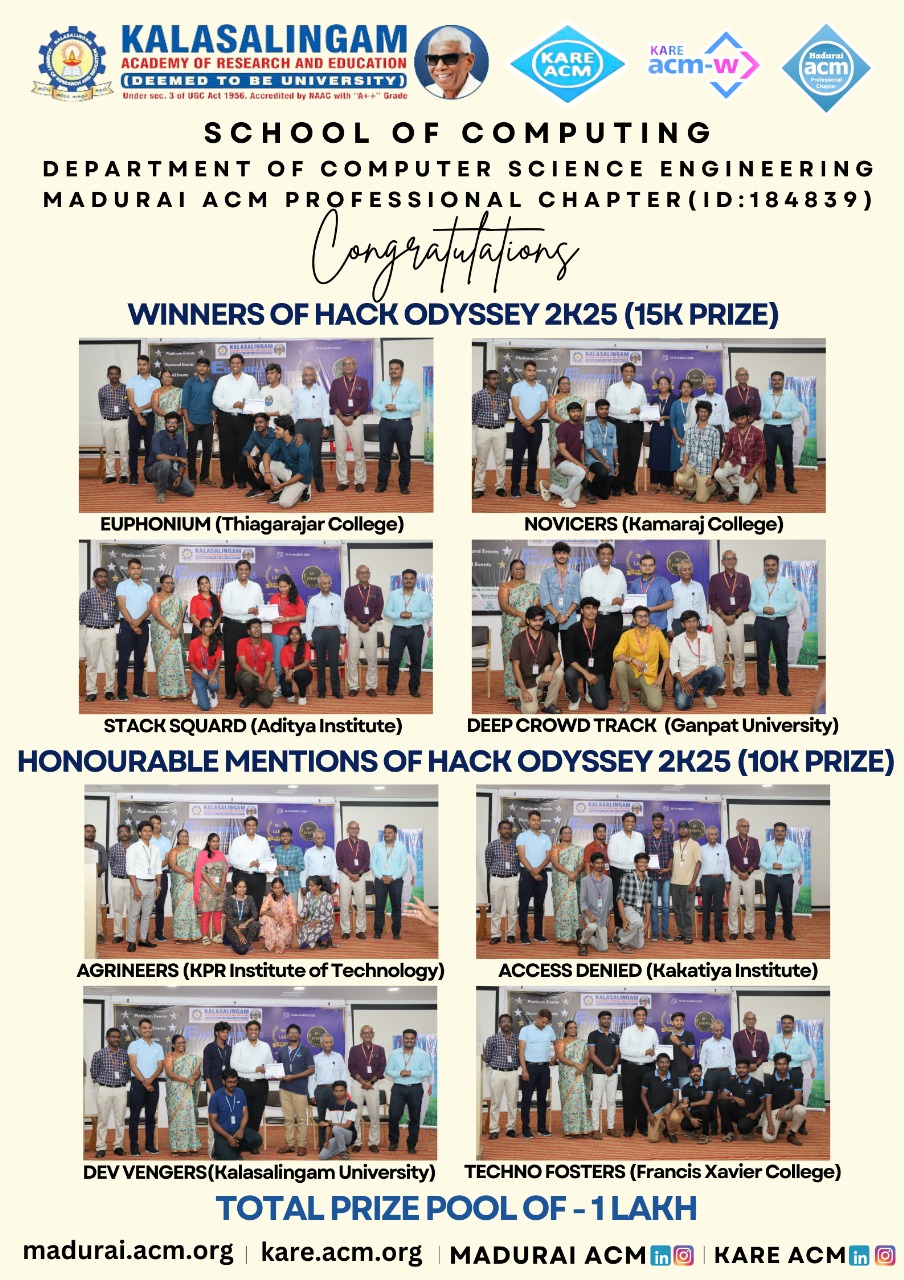 KALASALINGAM
ACADEMY OF RESEARCH AND EDUCATION
(DEEMED TO BE UNIVERSITY)
Under sec. 3 of UGC Act 1956. Accredited by NAAC with "A++" Grade
KARE
ACM
KARE
acm-w
Madurai
acm
Professional
Chapter
SCHOOL OF COMPUTING
DEPARTMENT OF COMPUTER SCIENCE ENGINEERING
MADURAI ACM PROFESSIONAL CHAPTER(ID:184839)
Congratulations
WINNERS OF HACK ODYSSEY 2K25 (15K PRIZE)
EUPHONIUM (Thiagarajar College)
NOVICERS (Kamaraj College)
STACK SQUARD (Aditya Institute)
DEEP CROWD TRACK (Ganpat University)
HONOURABLE MENTIONS OF HACK ODYSSEY 2K25 (10K PRIZE)
AGRINEERS (KPR Institute of Technology)
ACCESS DENIED (Kakatiya Institute)
DEV VENGERS(Kalasalingam University)
TECHNO FOSTERS (Francis Xavier College)
TOTAL PRIZE POOL OF - 1 LAKH
madurai.acm.org | kare.acm.org | MADURAI ACM in | KARE ACM in